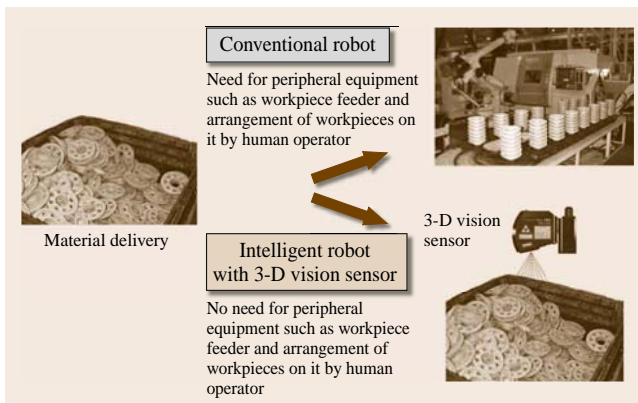 Conventional robot
Need for peripheral equipment
such as workpiece feeder and
arrangement of workpieces on
it by human operator
Material delivery
3-D vision
sensor
Intelligent robot
with 3-D vision sensor
No need for peripheral
equipment such as workpiece
feeder and arrangement of
workpieces on it by human
operator